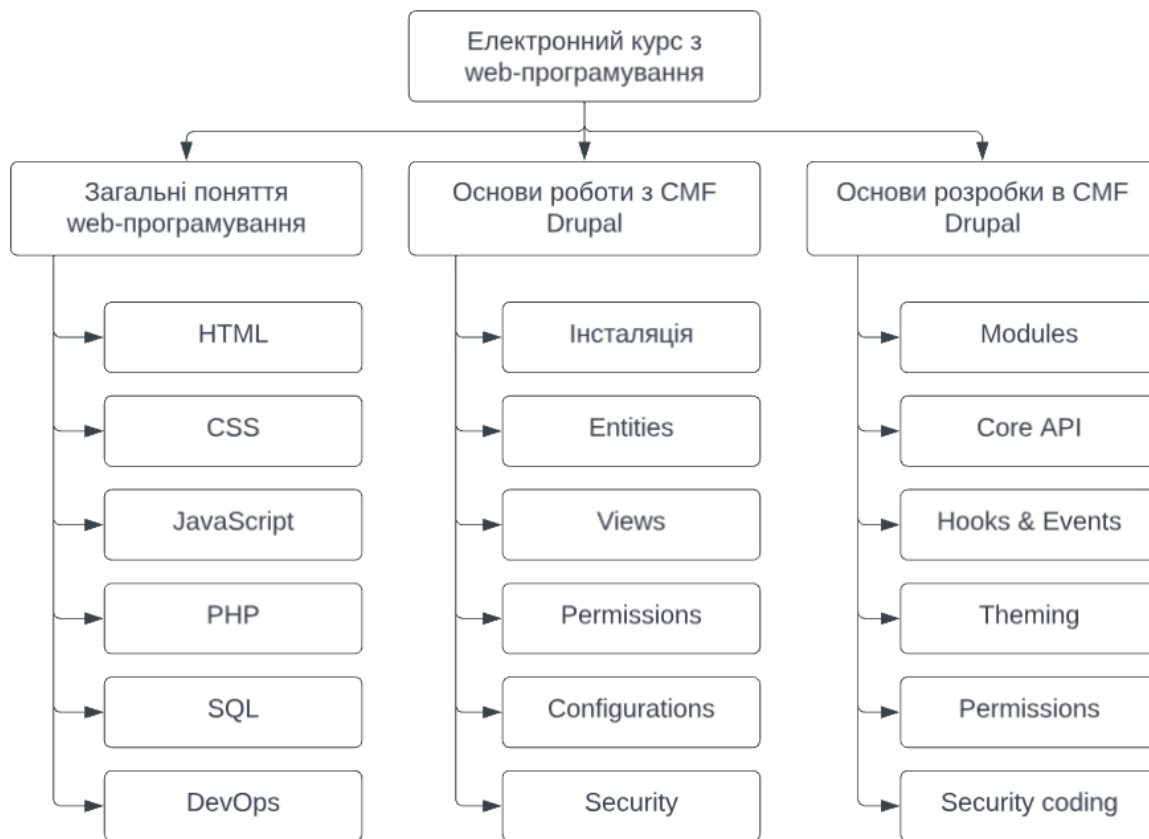 Електронний курс з
web-програмування
Загальні поняття
web-програмування
Основи роботи з CMF
Drupal
Основи розробки в CMF
Drupal
HTML
CSS
JavaScript
PHP
SQL
DevOps
Інсталяція
Entities
Views
Permissions
Configurations
Security
Modules
Core API
Hooks & Events
Theming
Permissions
Security coding